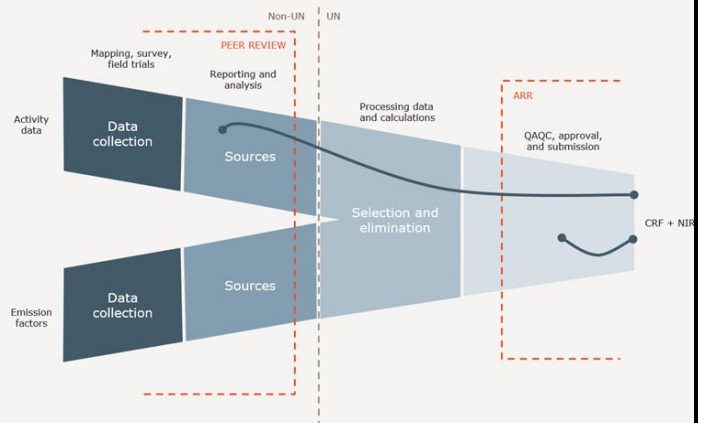 Non-UN
UN
PEER REVIEW
Mapping, survey,
field trials
Reporting and
analysis
Processing data
and calculations
ARR
QAQC, approval,
and submission
Activity
data
Data
collection
Sources
Selection and
elimination
CRF + NIR
Emission
factors
Data
collection
Sources